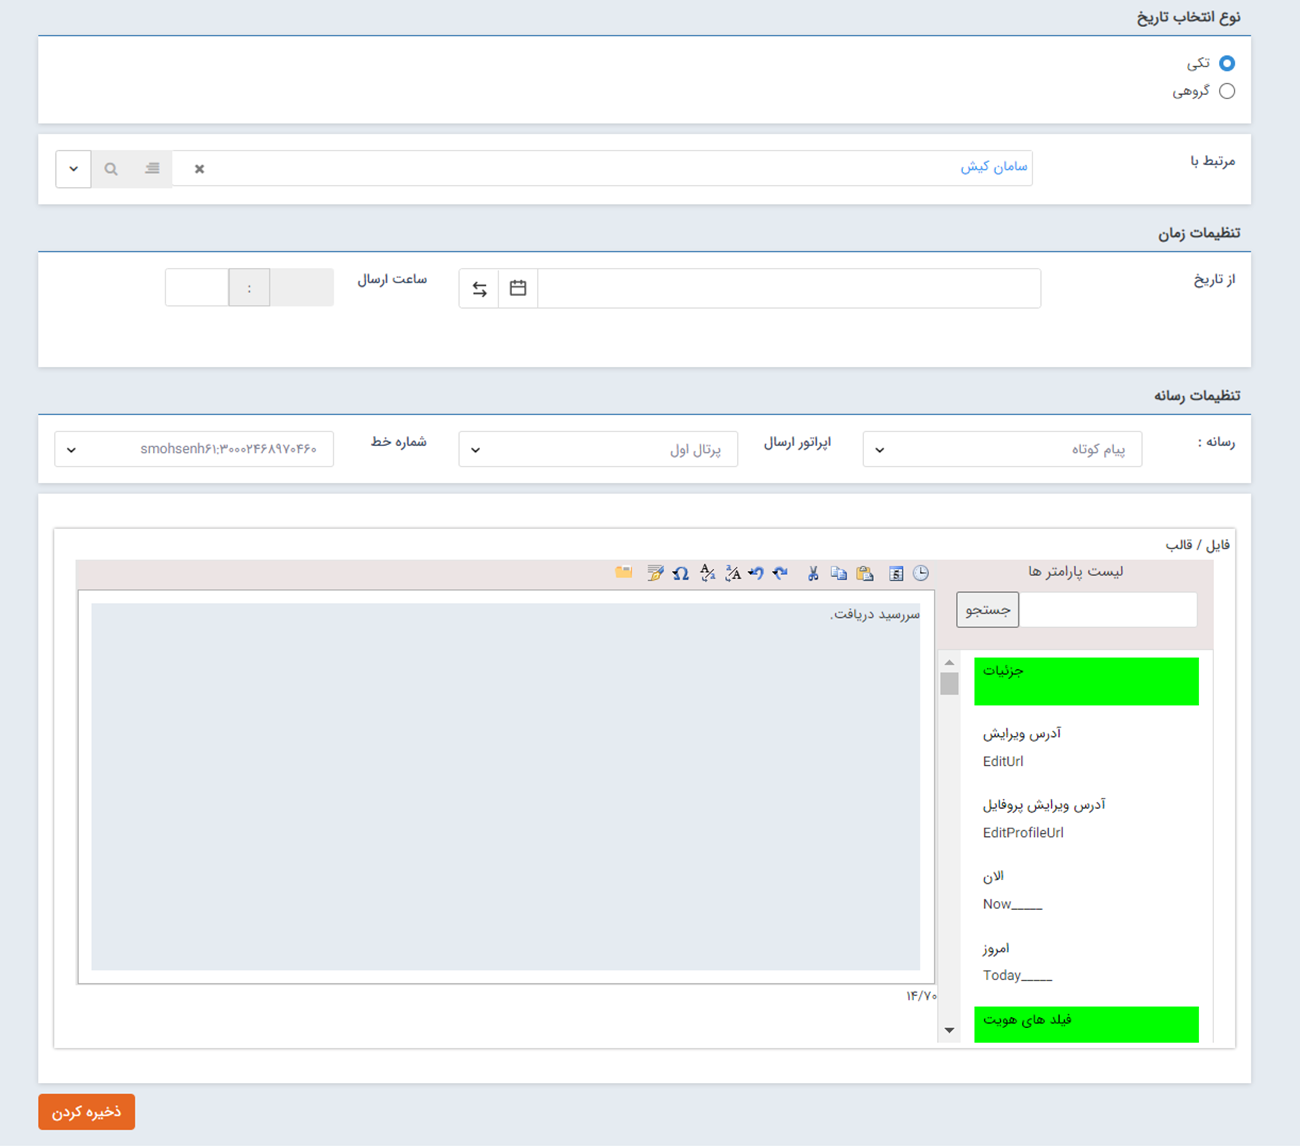 نوع انتخاب تاریخ
تکی
گروهی
مرتبط با
سامان کیش
تنظیمات زمان
از تاریخ
ساعت ارسال
:
تنظیمات رسانه
رسانه :
پیام کوتاه
اپراتور ارسال
پرتال اول
شماره خط
smohsenh۶۱:۳۰۰۰۲۴۶۸۹۷۰۴۶۰
فایل / قالب
لیست پارامتر ها
جستجو
جزئیات
آدرس ویرایش
EditUrl
آدرس ویرایش پروفایل
EditProfileUrl
الان
Now_____
امروز
Today_____
فیلد های هویت
سررسید دریافت.
۱۴/۷۰
ذخیره کردن